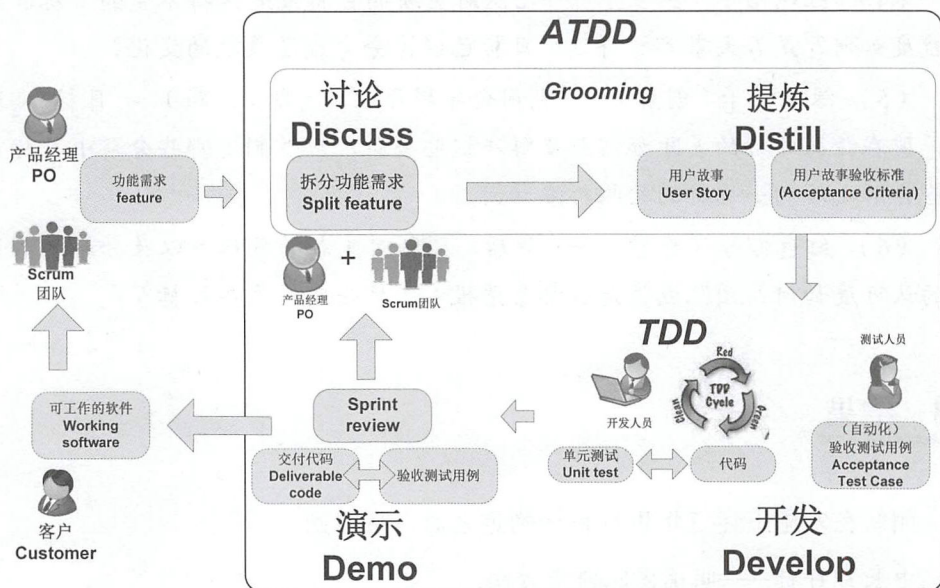 ATDD
Grooming
讨论
Discuss
提炼
Distill
产品经理
PO
功能需求
feature
拆分功能需求
Split feature
用户故事
User Story
用户故事验收标准
(Acceptance Criteria)
Scrum
团队
+
产品经理
PO
Scrum团队
TDD
测试人员
开发人员
Red
TDD
Cycle
Green
Clean
可工作的软件
Working
software
Sprint
review
交付代码
Deliverable
code
验收测试用例
单元测试
Unit test
代码
(自动化)
验收测试用例
Acceptance
Test Case
客户
Customer
演示
Demo
开发
Develop